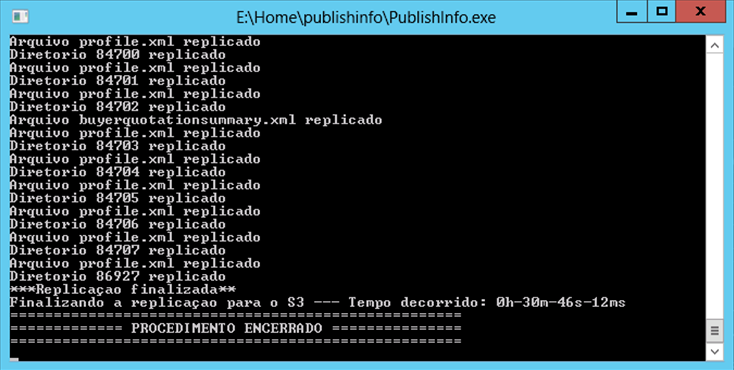 E:\Home\publishinfo\PublishInfo.exe
Arquivo profile.xml replicado
Diretorio 84700 replicado
Arquivo profile.xml replicado
Diretorio 84701 replicado
Arquivo profile.xml replicado
Diretorio 84702 replicado
Arquivo buyerquotationsummary.xml replicado
Arquivo profile.xml replicado
Diretorio 84703 replicado
Arquivo profile.xml replicado
Diretorio 84704 replicado
Arquivo profile.xml replicado
Diretorio 84705 replicado
Arquivo profile.xml replicado
Diretorio 84706 replicado
Arquivo profile.xml replicado
Diretorio 84707 replicado
Arquivo profile.xml replicado
Diretorio 86927 replicado
***Replicaçao finalizada**
Finalizando a replicaçao para o S3 --- Tempo decorrido: 0h-30m-46s-12ms
====================================================
============= PROCEDIMENTO ENCERRADO ===============
====================================================